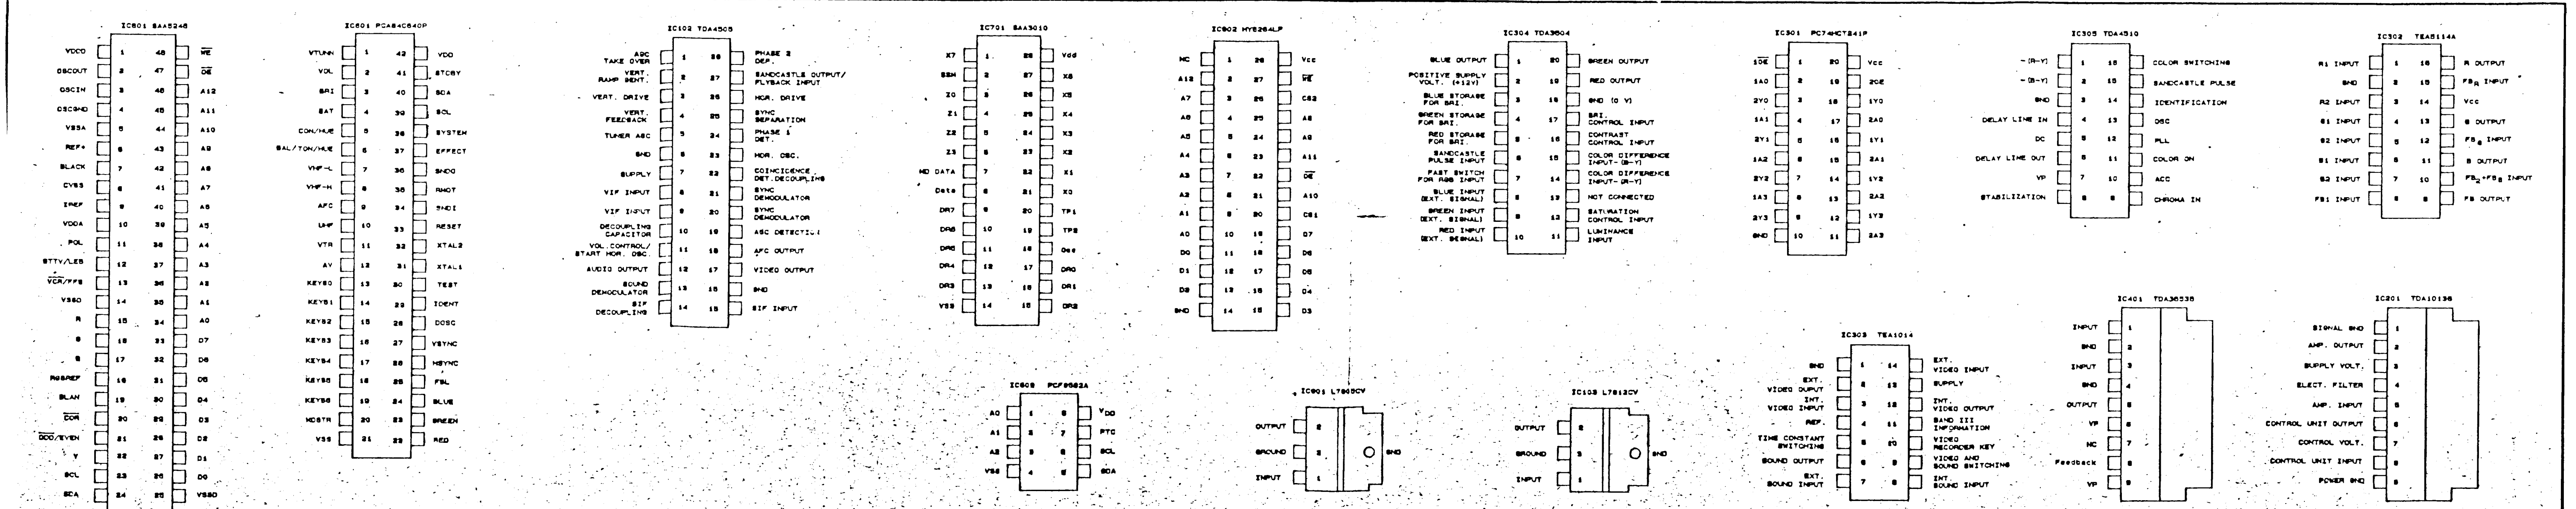 IC801 SAA5246
VDCO 1 48 WE
OSCOUT 2 47 OE
OSCIN 3 46 A12
OSCGND 4 45 A11
VSSA 5 44 A10
REF+ 6 43 A9
BLACK 7 42 A8
CVBS 8 41 A7
IREF 9 40 A6
VDDA 10 39 A5
POL 11 38 A4
STTV/LFB 12 37 A3
VCR/FFB 13 36 A2
VSSD 14 35 A1
R 15 34 A0
G 16 33 D7
B 17 32 D6
RGBREF 18 31 D5
BLAN 19 30 D4
COR 20 29 D3
ODD/EVEN 21 28 D2
Y 22 27 D1
SCL 23 26 D0
SDA 24 25 VSSD
IC601 PCA84C640P
VTUNN 1 42 VDD
VOL 2 41 STCBY
BRI 3 40 SDA
SAT 4 39 SCL
CON/HUE 5 38 SYSTEM
BAL/TON/HUE 6 37 EFFECT
VHF-L 7 36 SNDO
VHF-H 8 35 RHOT
AFC 9 34 SNDI
UHF 10 33 RESET
VTR 11 32 XTAL2
AV 12 31 XTAL1
KEYS0 13 30 TEST
KEYS1 14 29 IDENT
KEYS2 15 28 DOSC
KEYS3 16 27 VSYNC
KEYS4 17 26 HSYNC
KEYS5 18 25 FBL
KEYS6 19 24 BLUE
MOSTR 20 23 GREEN
VSS 21 22 RED
IC102 TDA4505
AGC TAKE OVER 1 28 PHASE 2 DEP.
VERT. RAMP GENT. 2 27 SANDCASTLE OUTPUT/ FLYBACK INPUT
VERT. DRIVE 3 26 HOR. DRIVE
VERT. FEEDBACK 4 25 SYNC SEPARATION
TUNER AGC 5 24 PHASE 1 DET.
GND 6 23 HOR. OSC.
SUPPLY 7 22 COINCICENCE DET.DECOUPLING
VIF INPUT 8 21 SYNC DEMODULATOR
VIF INPUT 9 20 SYNC DEMODULATOR
DECOUPLING CAPACITOR 10 19 AGC DETECTION
VOL.CONTROL/ START HOR. OSC. 11 18 AFC OUTPUT
AUDIO OUTPUT 12 17 VIDEO OUTPUT
SOUND DEMOCULATOR 13 16 GND
SIF DECOUPLING 14 15 SIF INPUT
IC701 SAA3010
X7 1 28 Vdd
SSM 2 27 X6
Z0 3 26 X5
Z1 4 25 X4
Z2 5 24 X3
Z3 6 23 X2
MD DATA 7 22 X1
Data 8 21 X0
DR7 9 20 TP1
DR6 10 19 TP2
DR5 11 18 Osc
DR4 12 17 DR0
DR3 13 16 DR1
VSS 14 15 DR2
IC802 HY6264LP
NC 1 28 Vcc
A12 2 27 WE
A7 3 26 CS2
A6 4 25 A8
A5 5 24 A9
A4 6 23 A11
A3 7 22 OE
A2 8 21 A10
A1 9 20 CS1
A0 10 19 D7
D0 11 18 D6
D1 12 17 D5
D2 13 16 D4
GND 14 15 D3
IC304 TDA3504
BLUE OUTPUT 1 20 GREEN OUTPUT
POSITIVE SUPPLY VOLT. (+12V) 2 19 RED OUTPUT
BLUE STORAGE FOR BRI. 3 18 GND (0 V)
GREEN STORAGE FOR BRI. 4 17 BRI. CONTROL INPUT
RED STORAGE FOR BRI. 5 16 CONTRAST CONTROL INPUT
SANDCASTLE PULSE INPUT 6 15 COLOR DIFFERENCE INPUT-(B-Y)
FAST SWITCH FOR RGB INPUT 7 14 COLOR DIFFERENCE INPUT-(R-Y)
BLUE INPUT (EXT. SIGNAL) 8 13 NOT CONNECTED
GREEN INPUT (EXT. SIGNAL) 9 12 SATURATION CONTROL INPUT
RED INPUT (EXT. SIGNAL) 10 11 LUMINANCE INPUT
IC301 PC74HCT241P
1OE 1 20 Vcc
1A0 2 19 2OE
2Y0 3 18 1Y0
1A1 4 17 2A0
2Y1 5 16 1Y1
1A2 6 15 2A1
2Y2 7 14 1Y2
1A3 8 13 2A2
2Y3 9 12 1Y3
GND 10 11 2A3
IC305 TDA4510
-(R-Y) 1 16 COLOR SWITCHING
-(B-Y) 2 15 SANDCASTLE PULSE
GND 3 14 IDENTIFICATION
DELAY LINE IN 4 13 OSC
DC 5 12 PLL
DELAY LINE OUT 6 11 COLOR ON
VP 7 10 ACC
STABILIZATION 8 9 CHROMA IN
IC302 TEA5114A
R1 INPUT 1 16 R OUTPUT
GND 2 15 FBR INPUT
R2 INPUT 3 14 Vcc
G1 INPUT 4 13 G OUTPUT
G2 INPUT 5 12 FBG INPUT
B1 INPUT 6 11 B OUTPUT
B2 INPUT 7 10 FB2+FBB INPUT
FB1 INPUT 8 9 FB OUTPUT
IC809 PCF8582A
A0 1 8 VDD
A1 2 7 PTC
A2 3 6 SCL
VSS 4 5 SDA
IC901 L7805CV
OUTPUT
GROUND GND
INPUT 1
IC103 L7812CV
OUTPUT
GROUND GND
INPUT 1
IC303 TEA1014
GND 1 14 EXT. VIDEO INPUT
EXT. VIDEO OUPUT 2 13 SUPPLY
INT. VIDEO INPUT 3 12 INT. VIDEO OUTPUT
REF. 4 11 BAND III INFORMATION
TIME CONSTANT SWITCHING 5 10 VIDEO RECORDER KEY
SOUND OUTPUT 6 9 VIDEO AND SOUND SWITCHING
EXT. SOUND INPUT 7 8 INT. SOUND INPUT
IC401 TDA3653B
INPUT 1
GND 2
INPUT 3
GND 4
OUTPUT 5
VP 6
NC 7
Feedback 8
VP 9
IC201 TDA1013B
SIGNAL GND 1
AMP. OUTPUT 2
SUPPLY VOLT. 3
ELECT. FILTER 4
AMP. INPUT 5
CONTROL UNIT OUTPUT 6
CONTROL VOLT. 7
CONTROL UNIT INPUT 8
POWER GND 9